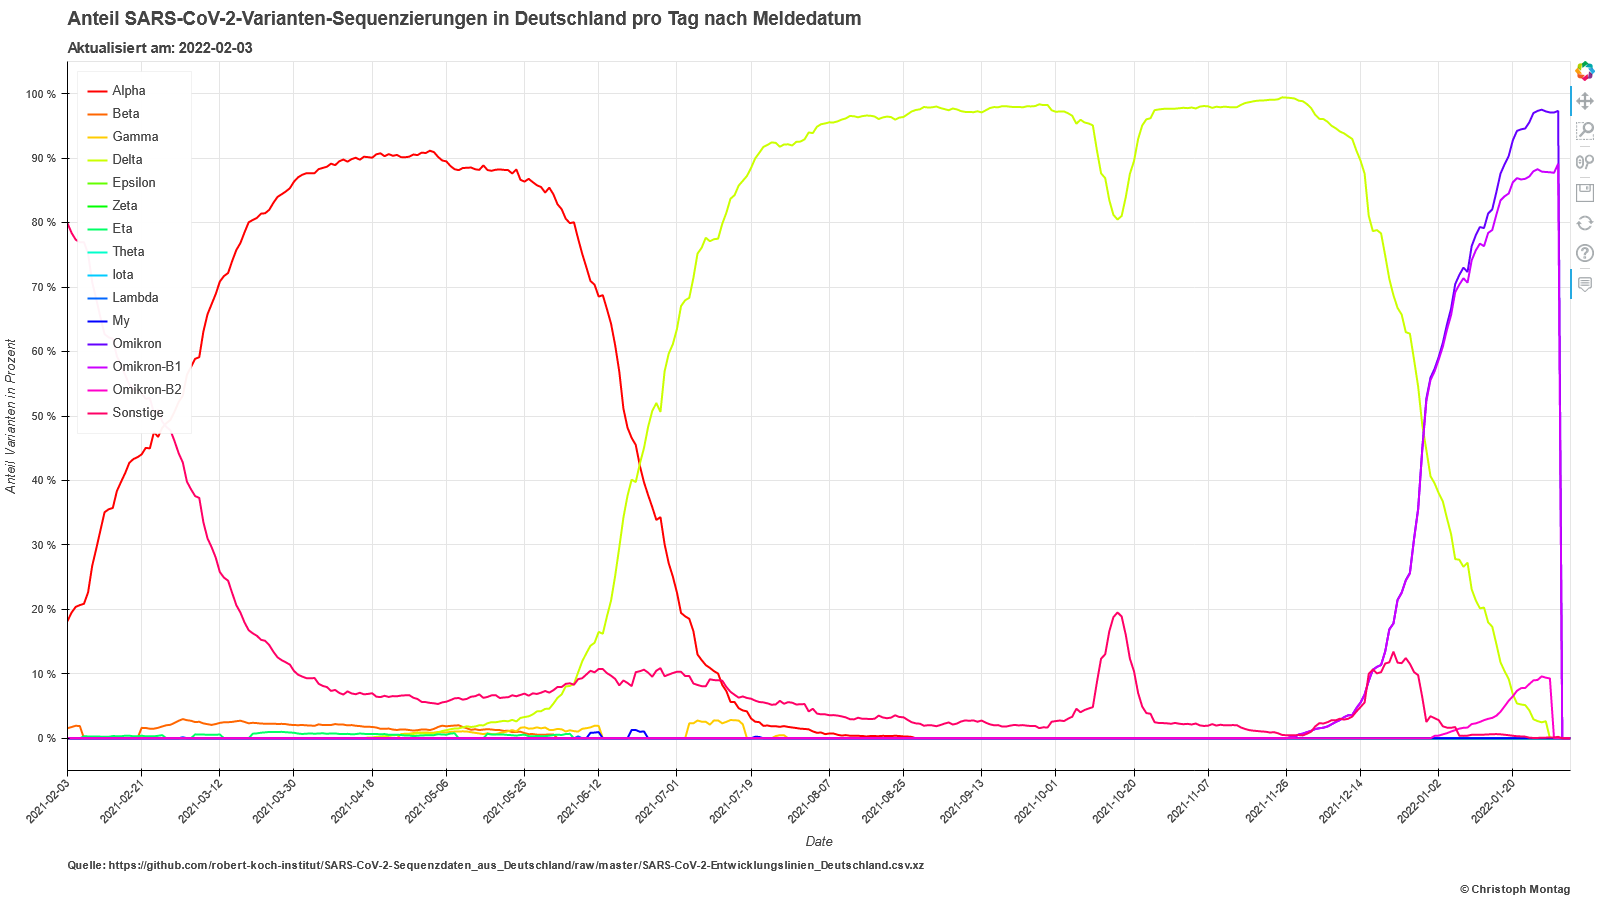 Anteil SARS-CoV-2-Varianten-Sequenzierungen in Deutschland pro Tag nach Meldedatum
Aktualisiert am: 2022-02-03
Alpha
Beta
Gamma
Delta
Epsilon
Zeta
Eta
Theta
Iota
Lambda
My
Omikron
Omikron-B1
Omikron-B2
Sonstige
100 %
90 %
80 %
70 %
60 %
50 %
40 %
30 %
20 %
10 %
0 %
Anteil Varianten in Prozent
2021-02-03
2021-02-21
2021-03-12
2021-03-30
2021-04-18
2021-05-06
2021-05-25
2021-06-12
2021-07-01
2021-07-19
2021-08-07
2021-08-25
2021-09-13
2021-10-01
2021-10-20
2021-11-07
2021-11-26
2021-12-14
2022-01-02
2022-01-20
Date
Quelle: https://github.com/robert-koch-institut/SARS-CoV-2-Sequenzdaten_aus_Deutschland/raw/master/SARS-CoV-2-Entwicklungslinien_Deutschland.csv.xz
© Christoph Montag